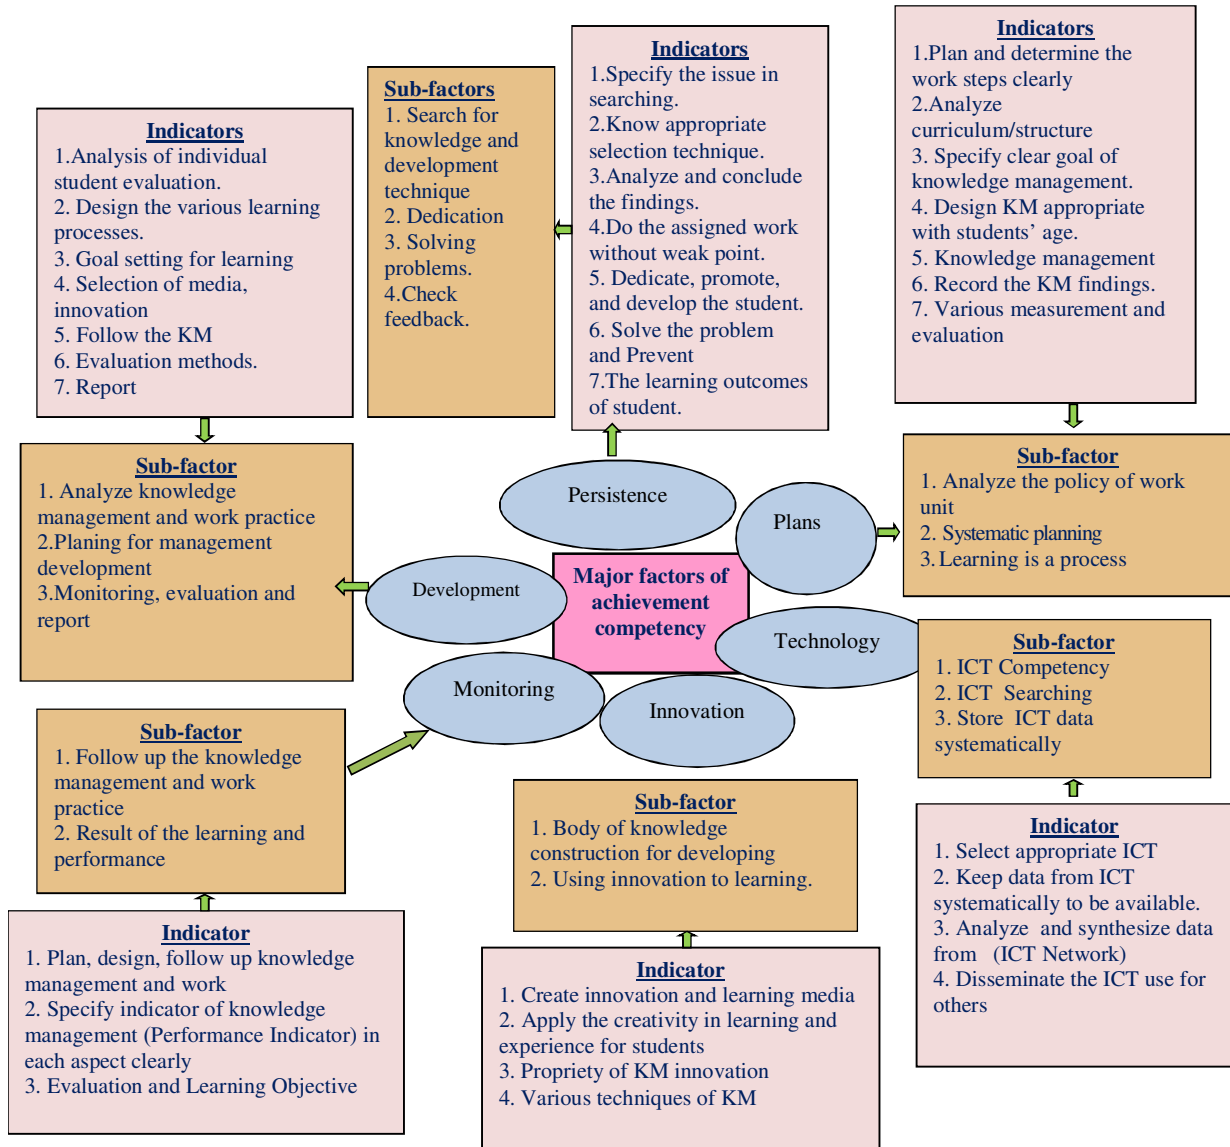 Indicators
1.Analysis of individual
student evaluation.
2. Design the various learning
processes.
3. Goal setting for learning
4. Selection of media,
innovation
5. Follow the KM
6. Evaluation methods.
7. Report
Sub-factors
1. Search for
knowledge and
development
technique
2. Dedication
3. Solving
problems.
4.Check
feedback.
Indicators
1.Specify the issue in
searching.
2.Know appropriate
selection technique.
3.Analyze and conclude
the findings.
4.Do the assigned work
without weak point.
5. Dedicate, promote,
and develop the student.
6. Solve the problem
and Prevent
7.The learning outcomes
of student.
Indicators
1.Plan and determine the
work steps clearly
2.Analyze
curriculum/structure
3. Specify clear goal of
knowledge management.
4. Design KM appropriate
with students’ age.
5. Knowledge management
6. Record the KM findings.
7. Various measurement and
evaluation
Sub-factor
1. Analyze knowledge
management and work practice
2.Planing for management
development
3.Monitoring, evaluation and
report
Persistence
Plans
Sub-factor
1. Analyze the policy of work
unit
2. Systematic planning
3. Learning is a process
Development
Major factors of
achievement
competency
Technology
Monitoring
Innovation
Sub-factor
1. ICT Competency
2. ICT Searching
3. Store ICT data
systematically
Sub-factor
1. Follow up the knowledge
management and work
practice
2. Result of the learning and
performance
Sub-factor
1. Body of knowledge
construction for developing
2. Using innovation to learning.
Indicator
1. Select appropriate ICT
2. Keep data from ICT
systematically to be available.
3. Analyze and synthesize data
from (ICT Network)
4. Disseminate the ICT use for
others
Indicator
1. Plan, design, follow up knowledge
management and work
2. Specify indicator of knowledge
management (Performance Indicator) in
each aspect clearly
3. Evaluation and Learning Objective
Indicator
1. Create innovation and learning media
2. Apply the creativity in learning and
experience for students
3. Propriety of KM innovation
4. Various techniques of KM